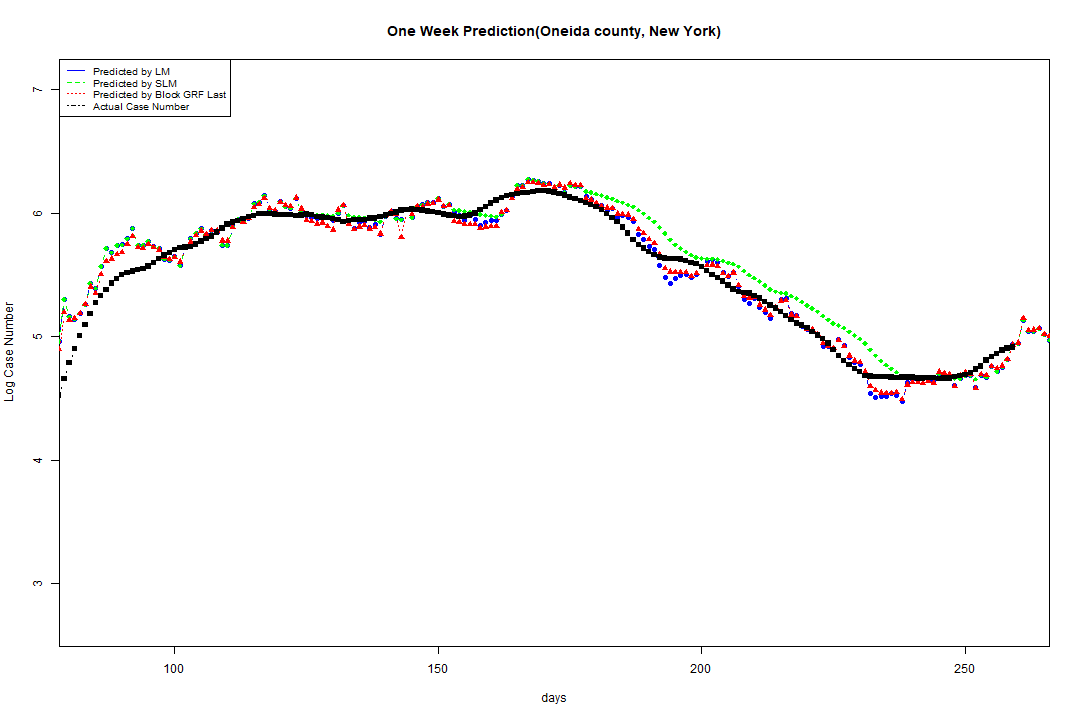 One Week Prediction(Oneida county, New York)
Predicted by LM
Predicted by SLM
Predicted by Block GRF Last
Actual Case Number
7
6
5
4
3
Log Case Number
100 150 200 250
days